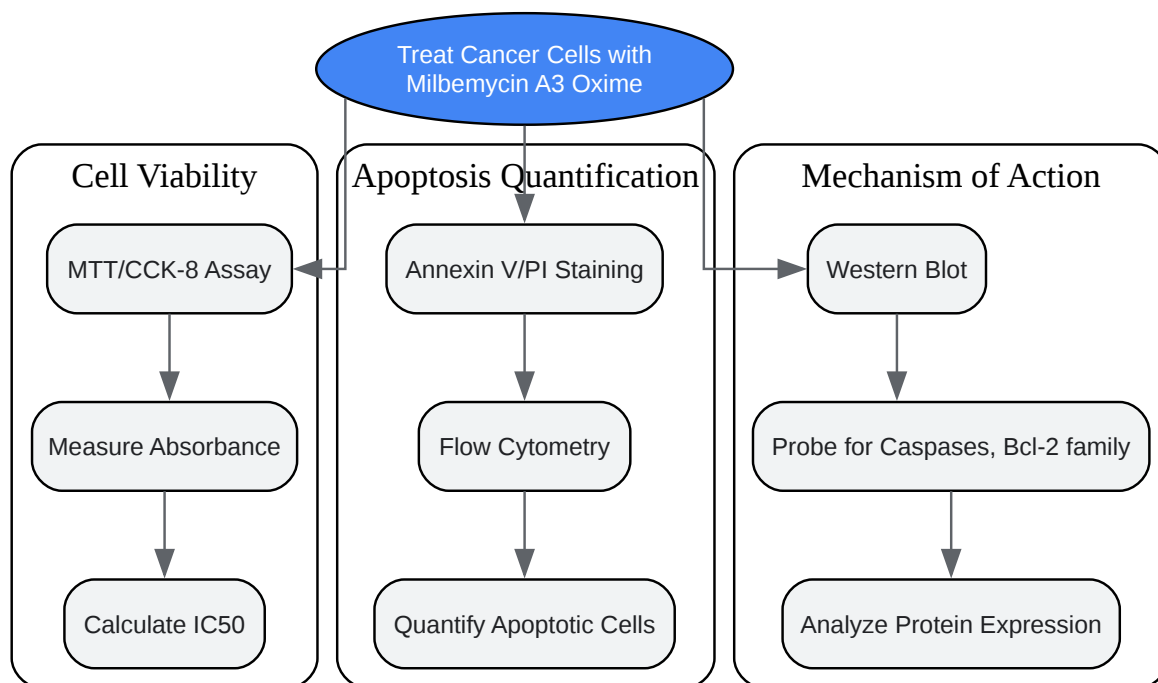 Treat Cancer Cells with
Milbemycin A3 Oxime
Cell Viability
MTT/CCK-8 Assay
Measure Absorbance
Calculate IC50
Apoptosis Quantification
Annexin V/PI Staining
Flow Cytometry
Quantify Apoptotic Cells
Mechanism of Action
Western Blot
Probe for Caspases, Bcl-2 family
Analyze Protein Expression